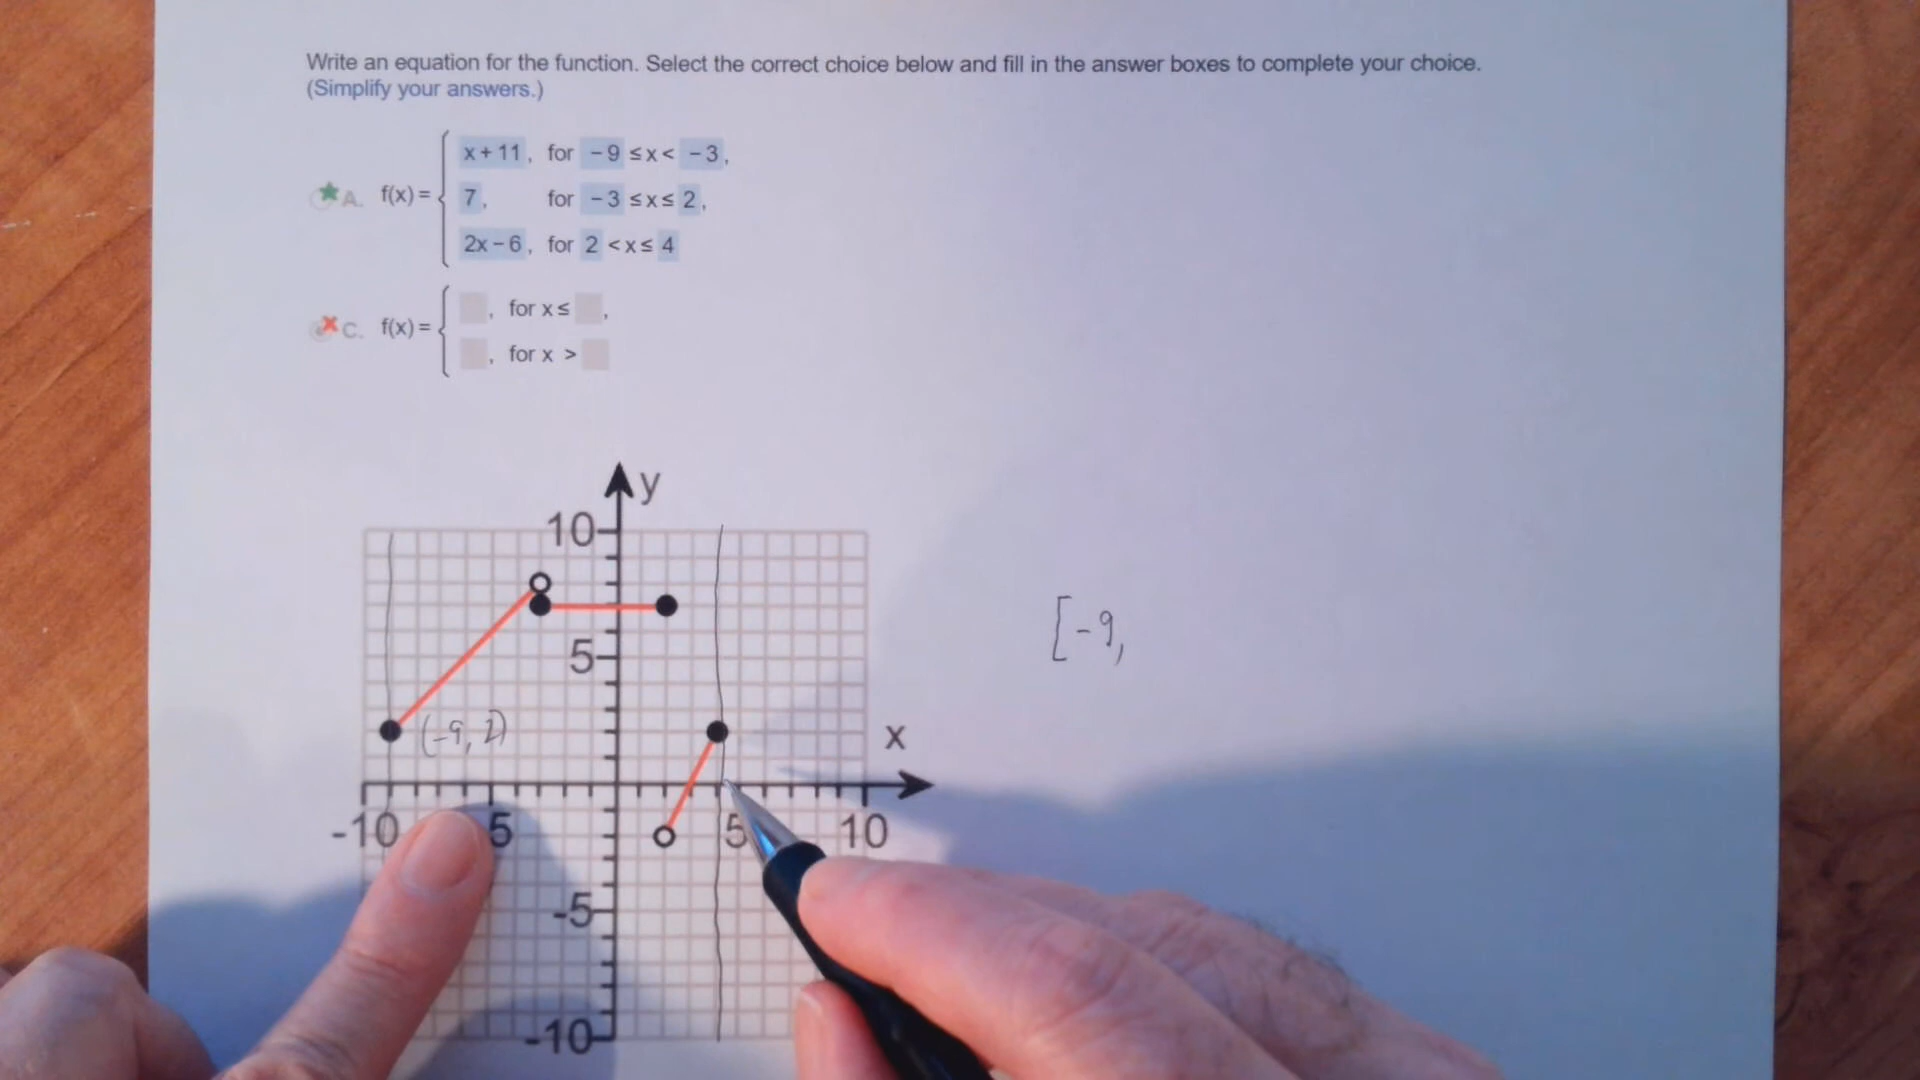 Write an equation for the function. Select the correct choice below and fill in the answer boxes to complete your choice.
(Simplify your answers.)
A. f(x) = { x + 11, for − 9 ≤ x < − 3,
7, for − 3 ≤ x ≤ 2,
2x − 6, for 2 < x ≤ 4
C. f(x) = { , for x ≤ ,
, for x >
y
10
5
[-9,
(-9, 2)
x
-10 5 5 10
-5
-10